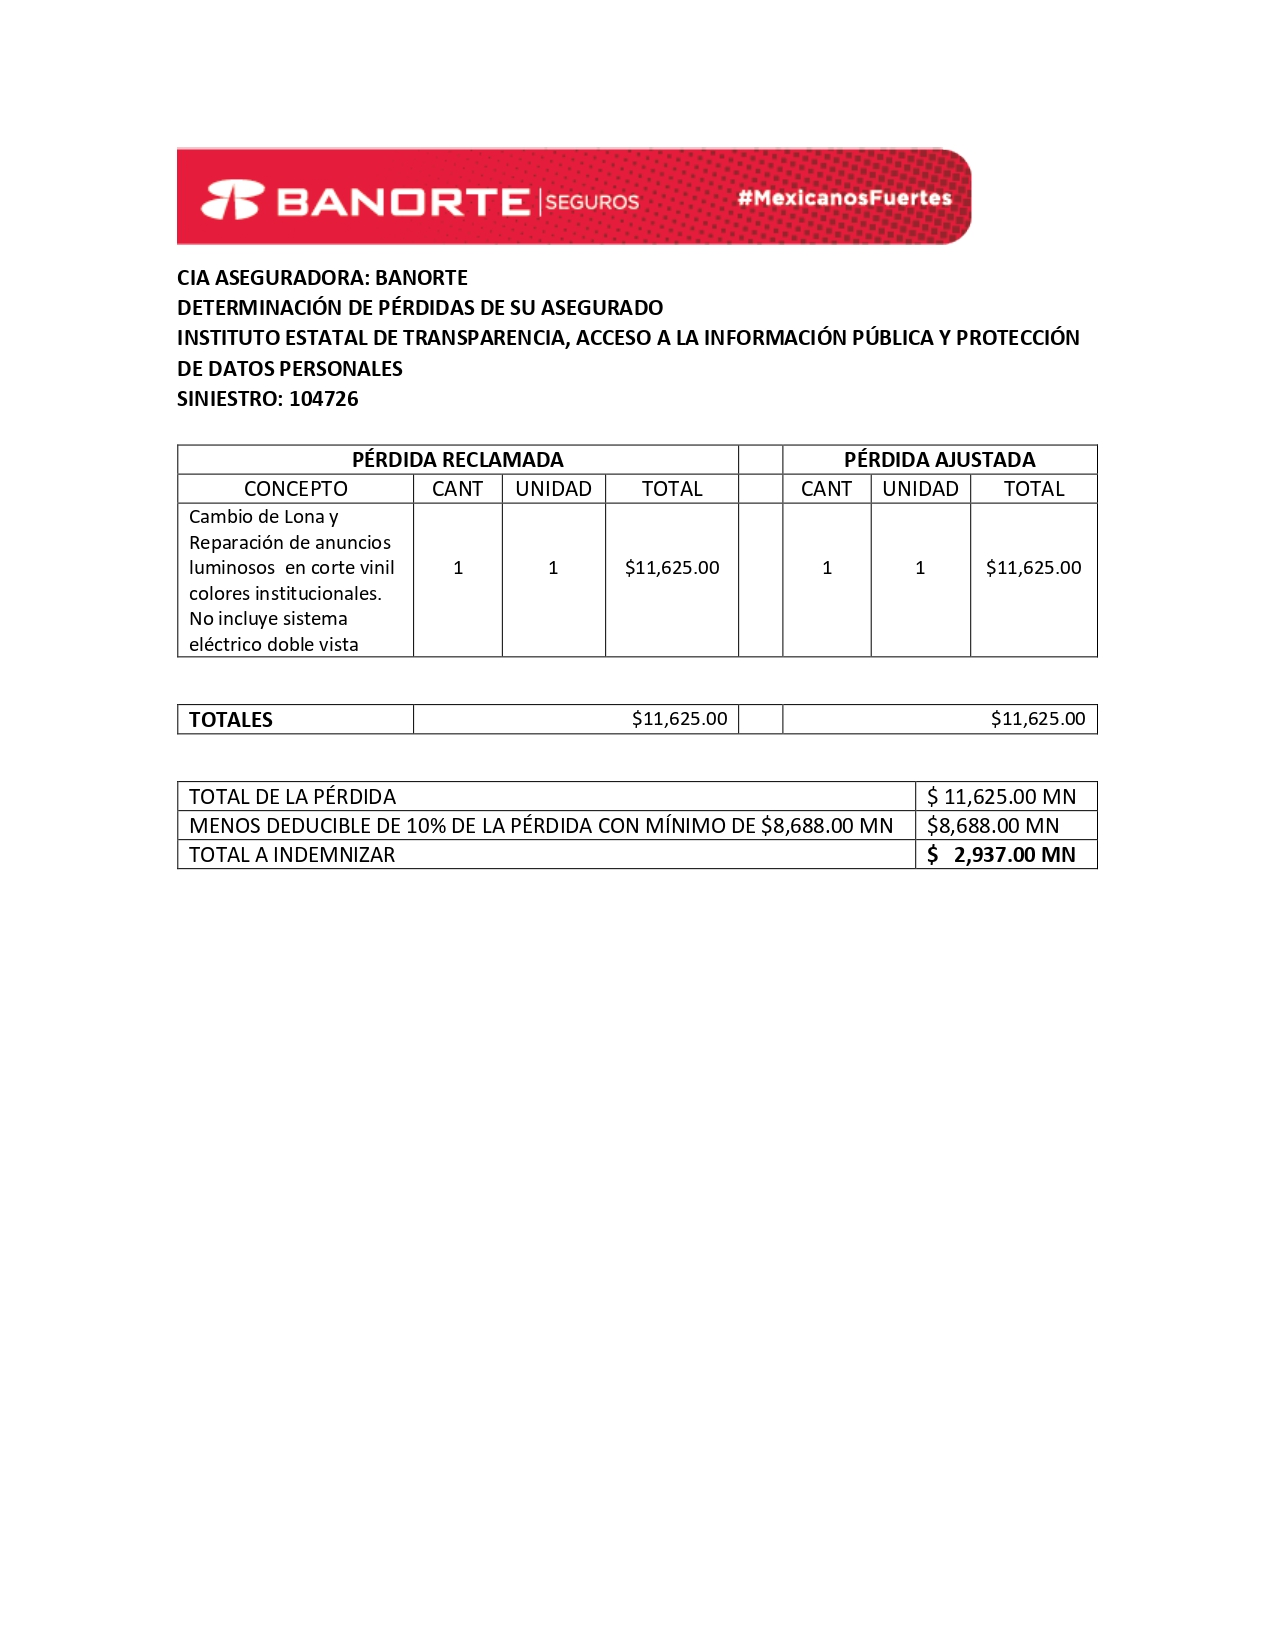 BANORTE | SEGUROS #MexicanosFuertes
CIA ASEGURADORA: BANORTE
DETERMINACIÓN DE PÉRDIDAS DE SU ASEGURADO
INSTITUTO ESTATAL DE TRANSPARENCIA, ACCESO A LA INFORMACIÓN PÚBLICA Y PROTECCIÓN
DE DATOS PERSONALES
SINIESTRO: 104726
PÉRDIDA RECLAMADA PÉRDIDA AJUSTADA
CONCEPTO CANT UNIDAD TOTAL CANT UNIDAD TOTAL
Cambio de Lona y
Reparación de anuncios
luminosos  en corte vinil
colores institucionales.
No incluye sistema
eléctrico doble vista
1 1 $11,625.00 1 1 $11,625.00
TOTALES $11,625.00 $11,625.00
TOTAL DE LA PÉRDIDA $ 11,625.00 MN
MENOS DEDUCIBLE DE 10% DE LA PÉRDIDA CON MÍNIMO DE $8,688.00 MN $8,688.00 MN
TOTAL A INDEMNIZAR $   2,937.00 MN